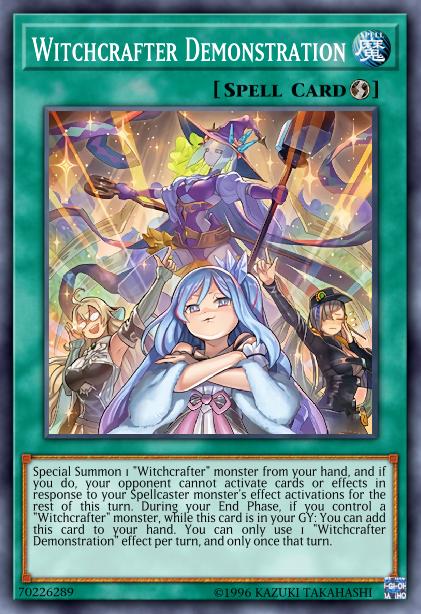 WITCHCRAFTER DEMONSTRATION
SPELL
魔
[SPELL CARD]
Special Summon 1 "Witchcrafter" monster from your hand, and if
you do, your opponent cannot activate cards or effects in
response to your Spellcaster monster's effect activations for the
rest of this turn. During your End Phase, if you control a
"Witchcrafter" monster, while this card is in your GY: You can add
this card to your hand. You can only use 1 "Witchcrafter
Demonstration" effect per turn, and only once that turn.
70226289
©1996 KAZUKI TAKAHASHI